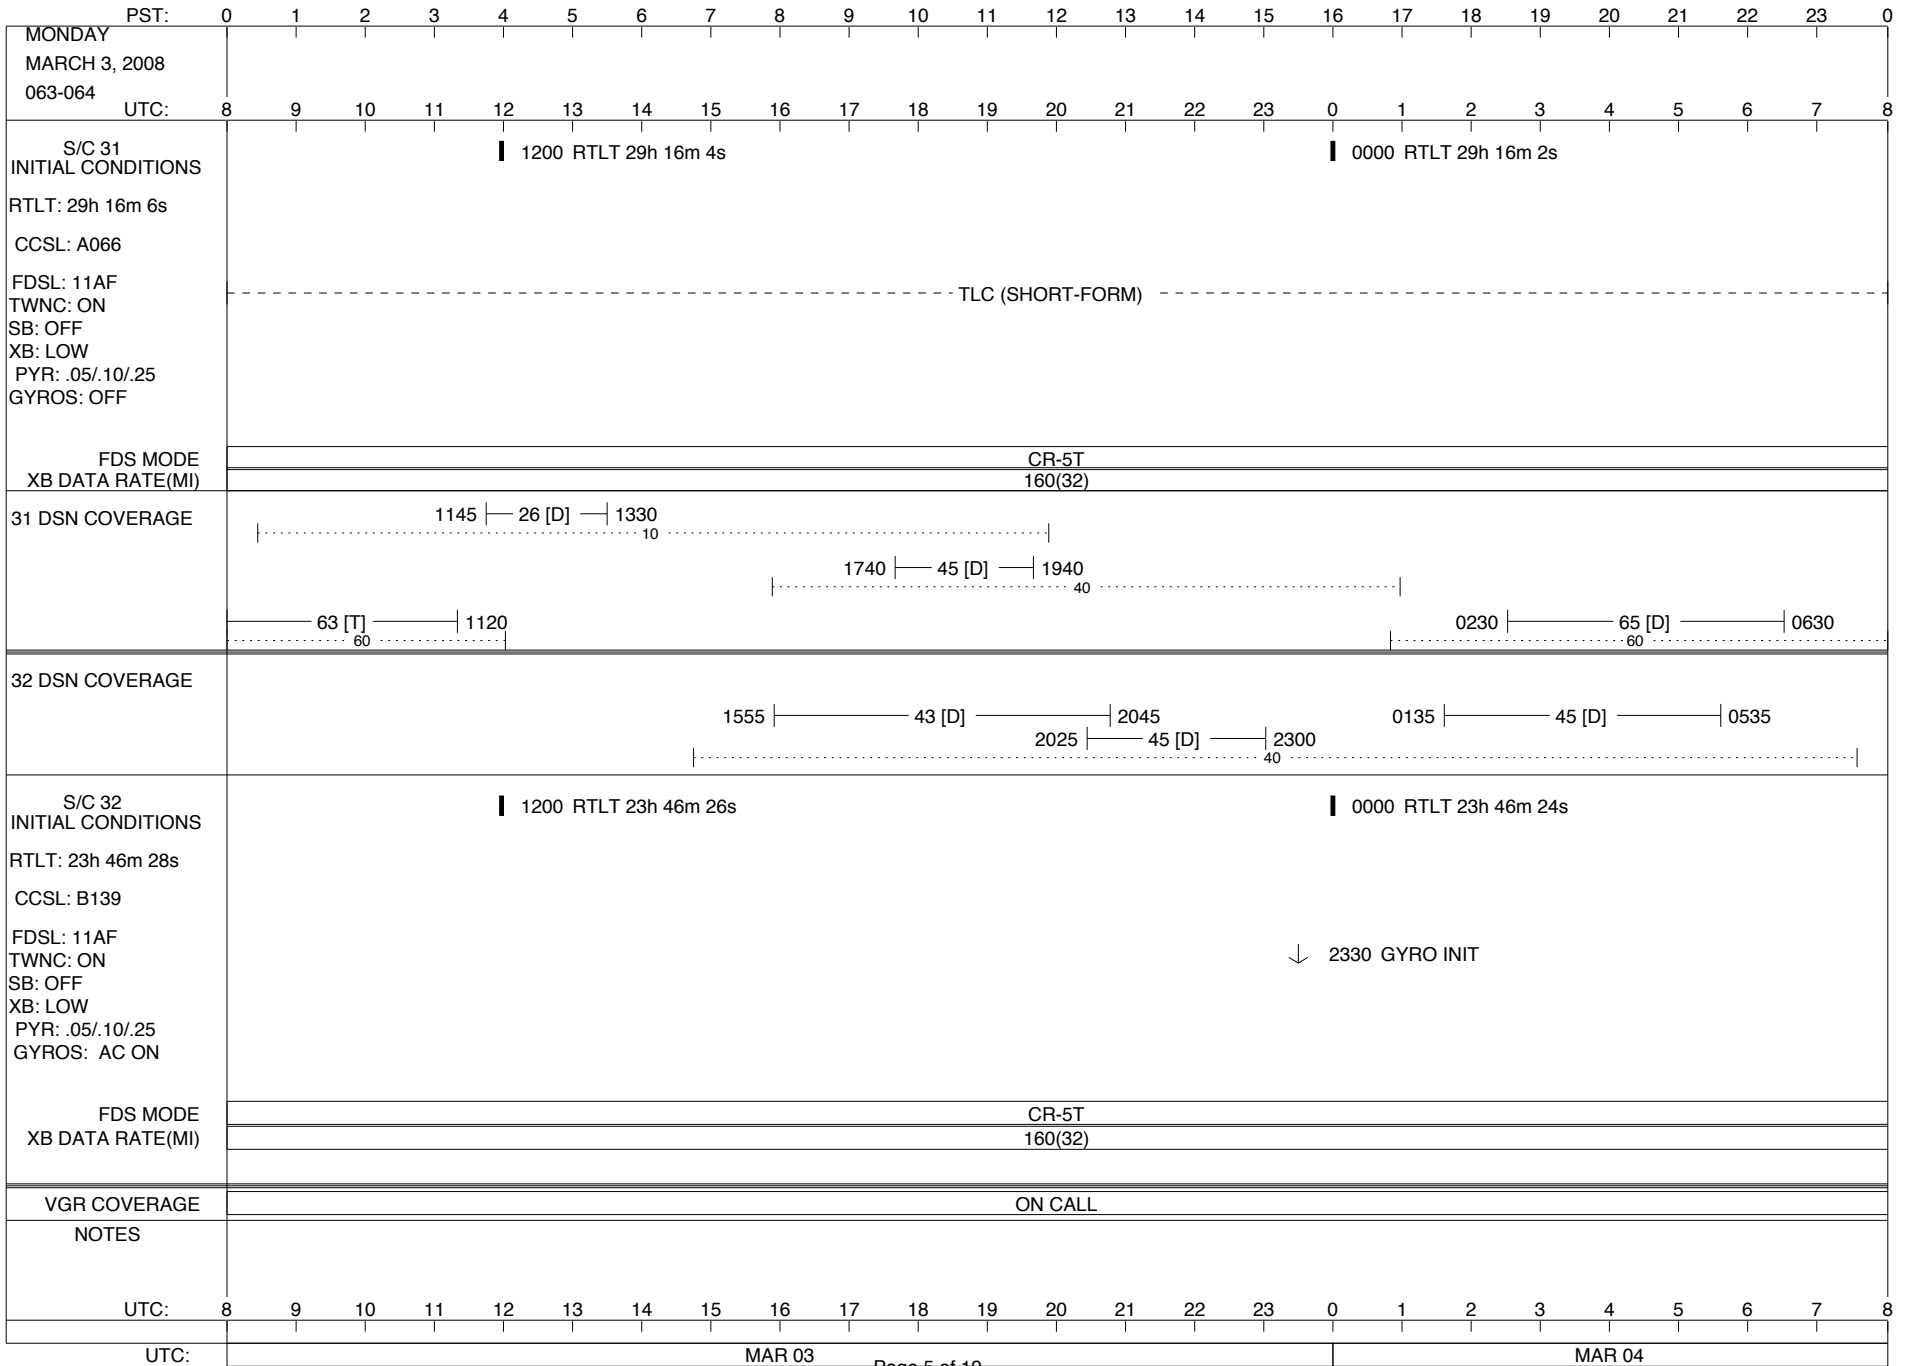 PST: 0 1 2 3 4 5 6 7 8 9 10 11 12 13 14 15 16 17 18 19 20 21 22 23 0
MONDAY
MARCH 3, 2008
063-064
UTC: 8 9 10 11 12 13 14 15 16 17 18 19 20 21 22 23 0 1 2 3 4 5 6 7 8
S/C 31
INITIAL CONDITIONS
1200 RTLT 29h 16m 4s
0000 RTLT 29h 16m 2s
RTLT: 29h 16m 6s
CCSL: A066
FDSL: 11AF
TWNC: ON
SB: OFF
XB: LOW
PYR: .05/.10/.25
GYROS: OFF
TLC (SHORT-FORM)
FDS MODE CR-5T
XB DATA RATE(MI) 160(32)
31 DSN COVERAGE
1145 26 [D] 1330
10
1740 45 [D] 1940
40
63 [T] 1120
60
0230 65 [D] 0630
60
32 DSN COVERAGE
1555 43 [D] 2045
0135 45 [D] 0535
2025 45 [D] 2300
40
S/C 32
INITIAL CONDITIONS
1200 RTLT 23h 46m 26s
0000 RTLT 23h 46m 24s
RTLT: 23h 46m 28s
CCSL: B139
FDSL: 11AF
TWNC: ON
SB: OFF
XB: LOW
PYR: .05/.10/.25
GYROS: AC ON
2330 GYRO INIT
FDS MODE CR-5T
XB DATA RATE(MI) 160(32)
VGR COVERAGE ON CALL
NOTES
UTC: 8 9 10 11 12 13 14 15 16 17 18 19 20 21 22 23 0 1 2 3 4 5 6 7 8
UTC: MAR 03 MAR 04
Page 5 of 19